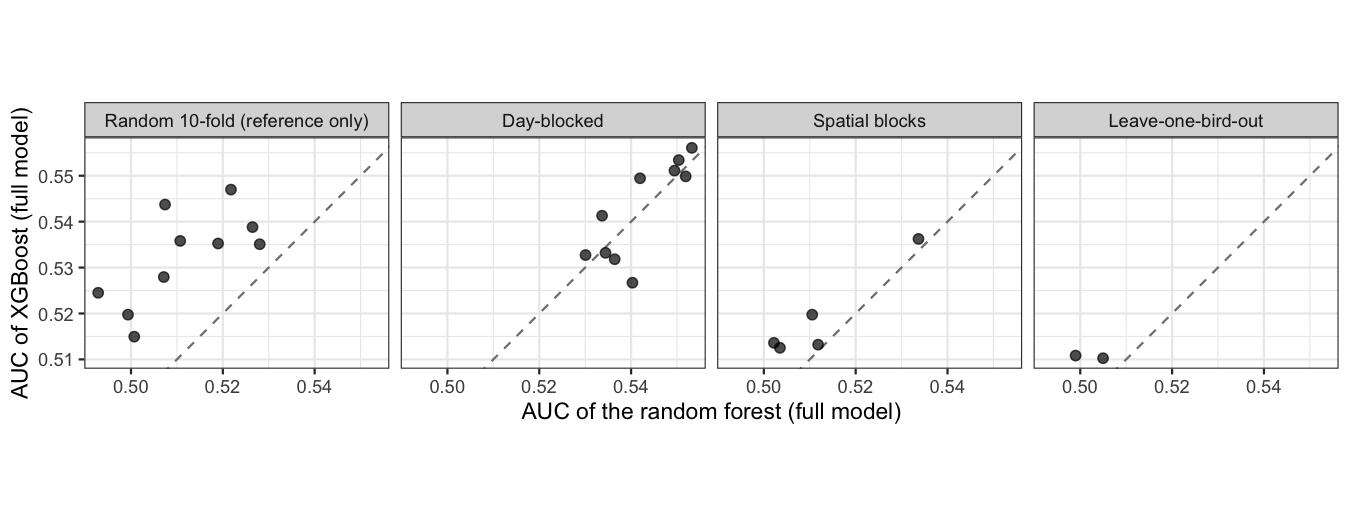 Random 10-fold (reference only)
Day-blocked
Spatial blocks
Leave-one-bird-out
AUC of XGBoost (full model)
0.55
0.54
0.53
0.52
0.51
0.50 0.52 0.54
0.50 0.52 0.54
0.50 0.52 0.54
0.50 0.52 0.54
AUC of the random forest (full model)